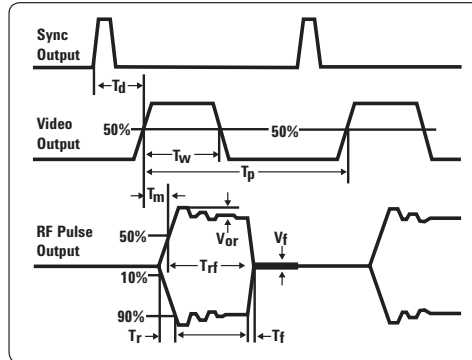 Sync
Output
Td
Video
Output
50%
50%
Tw
Tp
Tm
RF Pulse
Output
50%
Vor
Vf
Trf
10%
90%
Tr
Tf